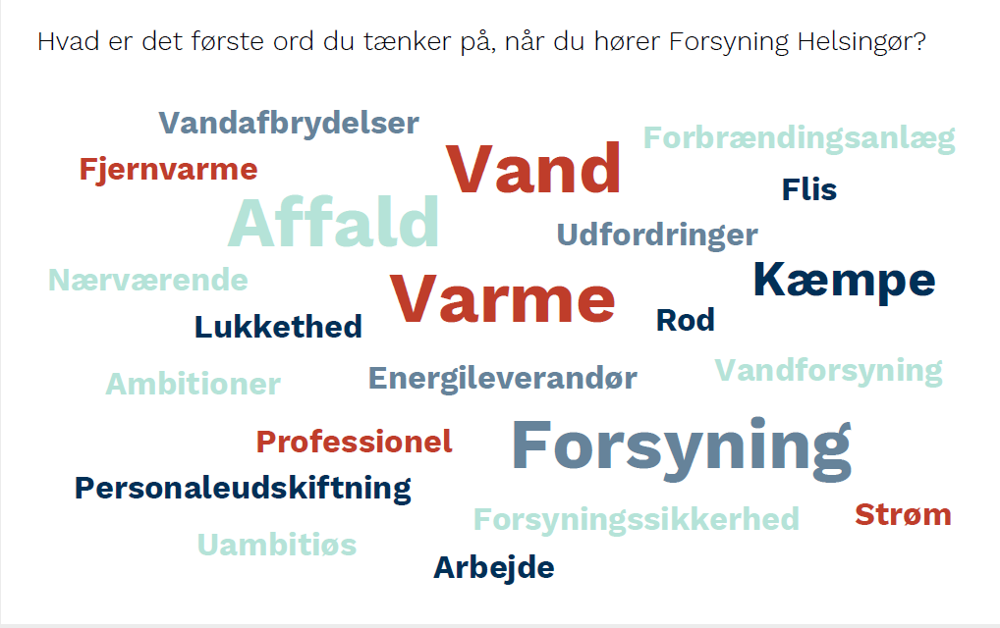 Hvad er det første ord du tænker på, når du hører Forsyning Helsingør?
Vandafbrydelser
Forbrændingsanlæg
Fjernvarme
Vand
Flis
Affald
Udfordringer
Nærværende
Varme
Kæmpe
Lukkethed
Rod
Ambitioner
Energileverandør
Vandforsyning
Professionel
Forsyning
Personaleudskiftning
Forsyningssikkerhed
Strøm
Uambitiøs
Arbejde